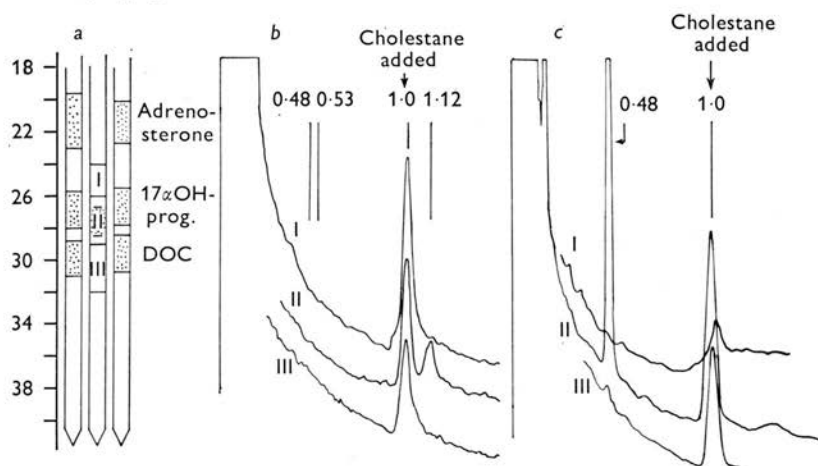 a
18
22
26
30
34
38
Adreno-
sterone
17αOH-
prog.
DOC
I
II
III
b
Cholestane
added
0·48 0·53 1·0 1·12
I
II
III
c
Cholestane
added
0·48 1·0
I
II
III